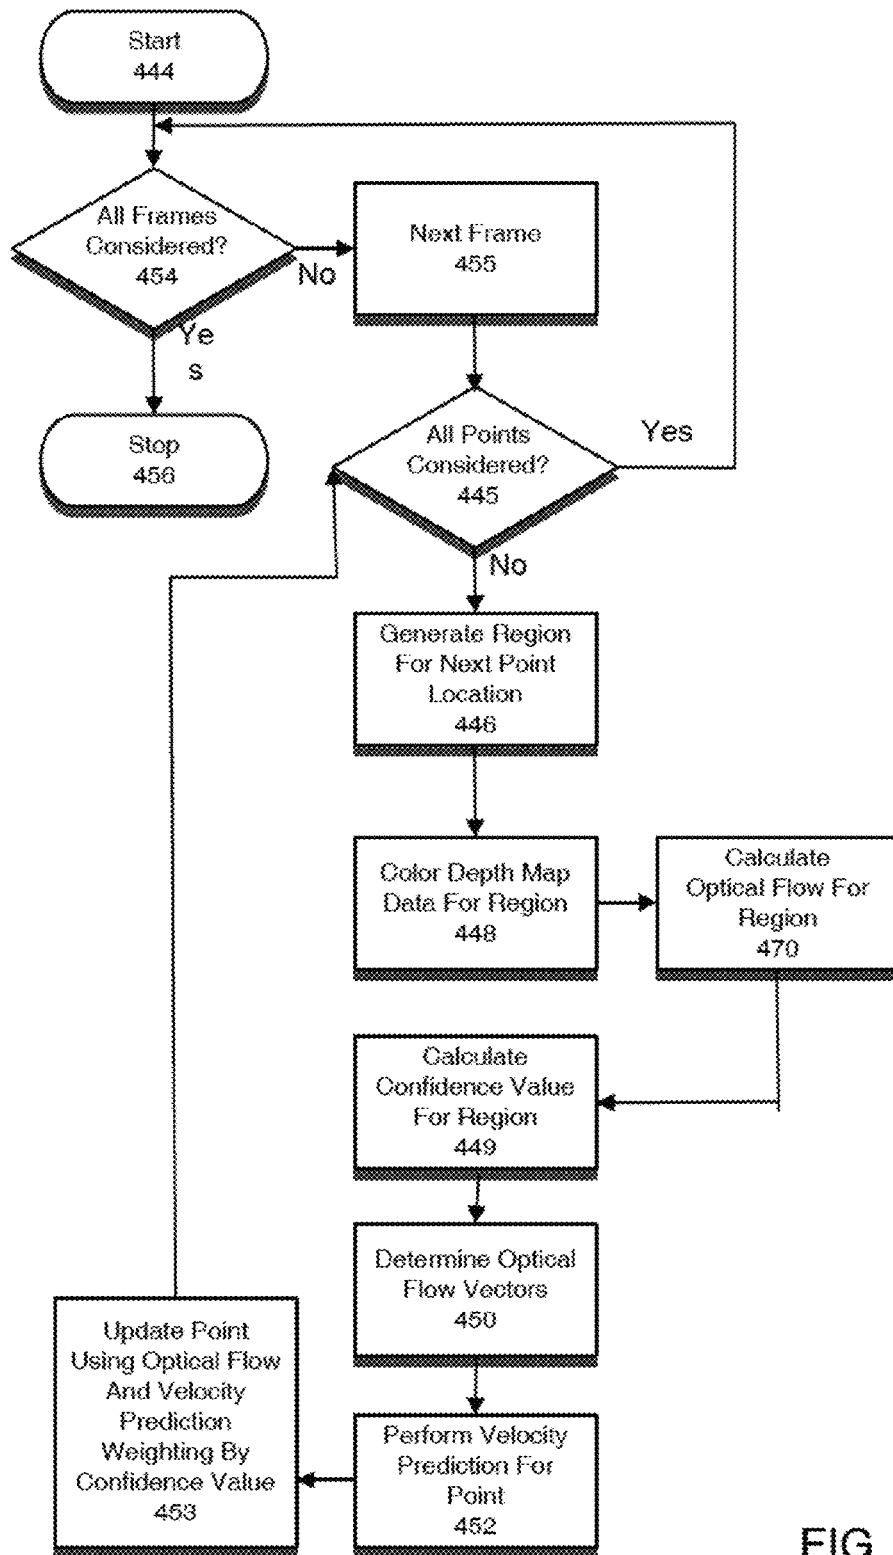 Start
444
All Frames
Considered?
454
No
Next Frame
455
Ye
s
Stop
456
All Points
Considered?
445
Yes
No
Generate Region
For Next Point
Location
446
Color Depth Map
Data For Region
448
Calculate
Optical Flow For
Region
470
Calculate
Confidence Value
For Region
449
Determine Optical
Flow Vectors
450
Perform Velocity
Prediction For
Point
452
Update Point
Using Optical Flow
And Velocity
Prediction
Weighting By
Confidence Value
453
FIG